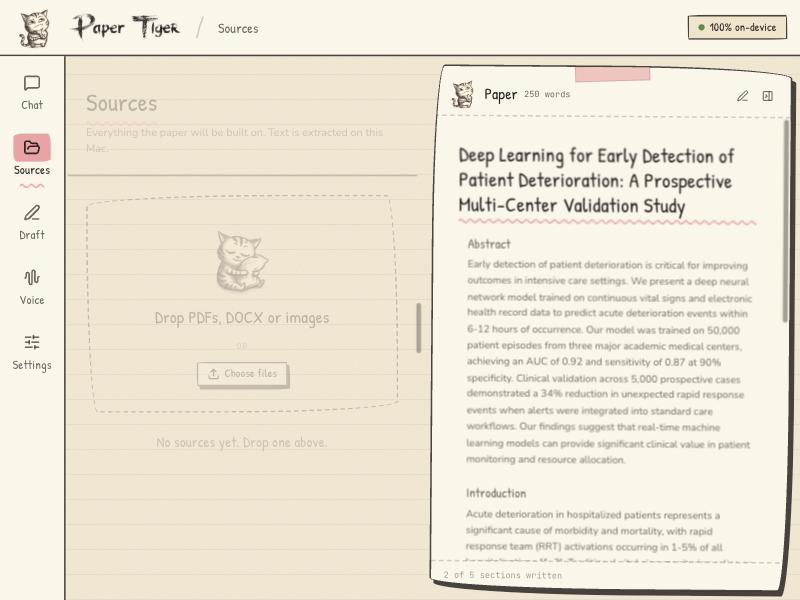 Paper Tiger
Sources
100% on-device
Chat
Sources
Draft
Voice
Settings
Sources
Everything the paper will be built on. Text is extracted on this
Mac.
Drop PDFs, DOCX or images
OR
Choose files
No sources yet. Drop one above.
Paper 250 words
Deep Learning for Early Detection of
Patient Deterioration: A Prospective
Multi-Center Validation Study
Abstract
Early detection of patient deterioration is critical for improving
outcomes in intensive care settings. We present a deep neural
network model trained on continuous vital signs and electronic
health record data to predict acute deterioration events within
6-12 hours of occurrence. Our model was trained on 50,000
patient episodes from three major academic medical centers,
achieving an AUC of 0.92 and sensitivity of 0.87 at 90%
specificity. Clinical validation across 5,000 prospective cases
demonstrated a 34% reduction in unexpected rapid response
events when alerts were integrated into standard care
workflows. Our findings suggest that real-time machine
learning models can provide significant clinical value in patient
monitoring and resource allocation.
Introduction
Acute deterioration in hospitalized patients represents a
significant cause of morbidity and mortality, with rapid
response team (RRT) activations occurring in 1-5% of all
2 of 5 sections written